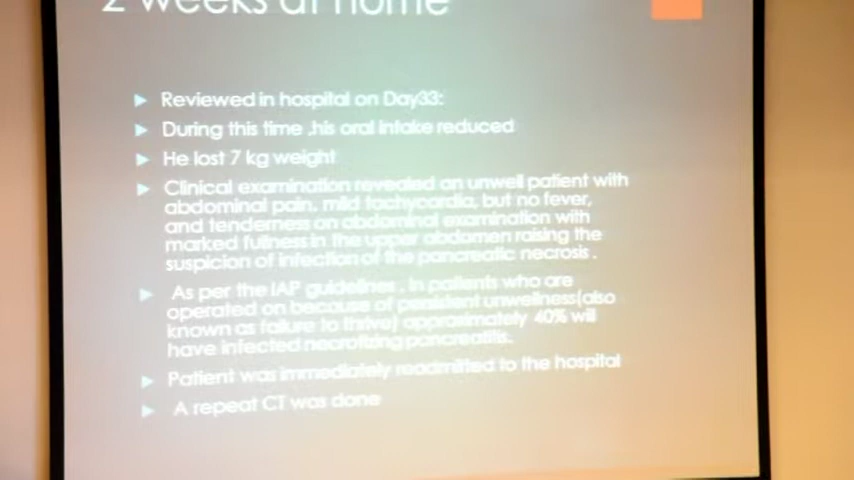 2 weeks at home
Reviewed in hospital on Day33:
During this time ,his oral intake reduced
He lost 7 kg weight
Clinical examination revealed an unwell patient with
abdominal pain, mild tachycardia, but no fever,
and tenderness on abdominal examination with
marked fullness in the upper abdomen raising the
suspicion of infection of the pancreatic necrosis .
As per the IAP guidelines , in patients who are
operated on because of persistent unwellness(also
known as failure to thrive) approximately 40% will
have infected necrotizing pancreatitis.
Patient was immediately readmitted to the hospital
A repeat CT was done